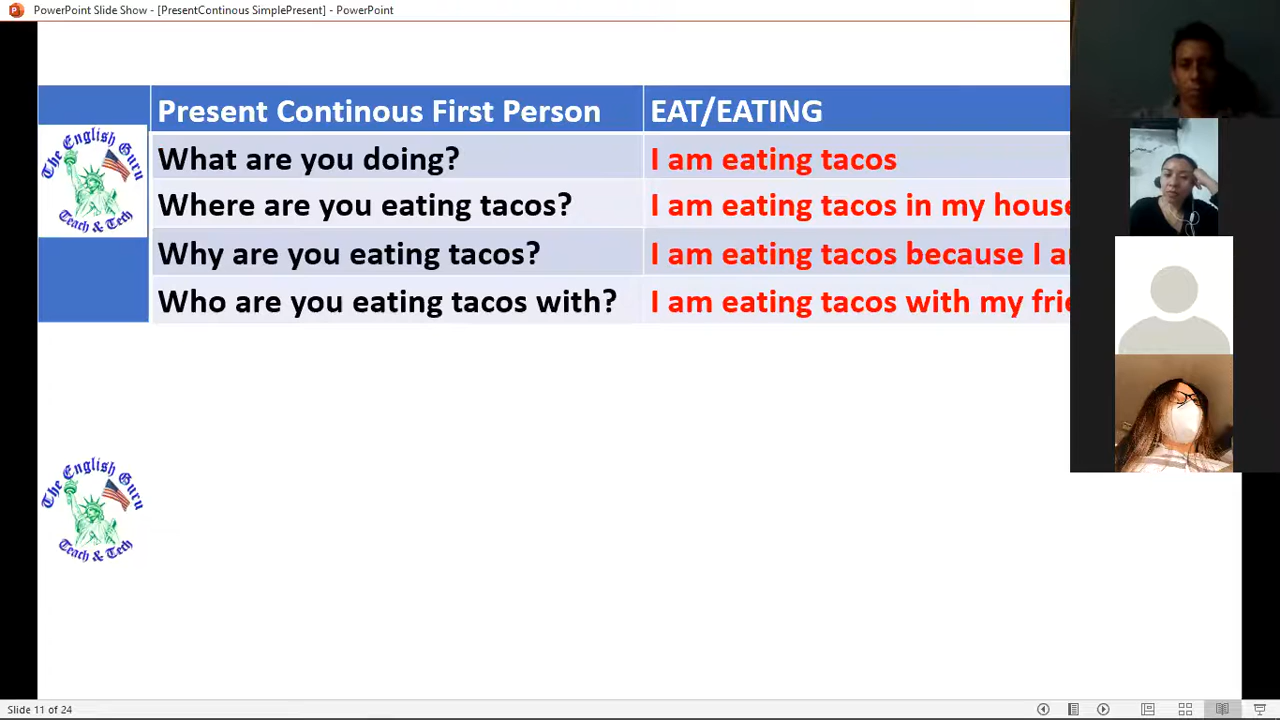 PowerPoint Slide Show - [PresentContinous SimplePresent] - PowerPoint
Present Continous First Person EAT/EATING
What are you doing? I am eating tacos
Where are you eating tacos? I am eating tacos in my house
Why are you eating tacos? I am eating tacos because I
Who are you eating tacos with? I am eating tacos with my
The English Guru
Teach & Tech
The English Guru
Teach & Tech
Slide 11 of 24